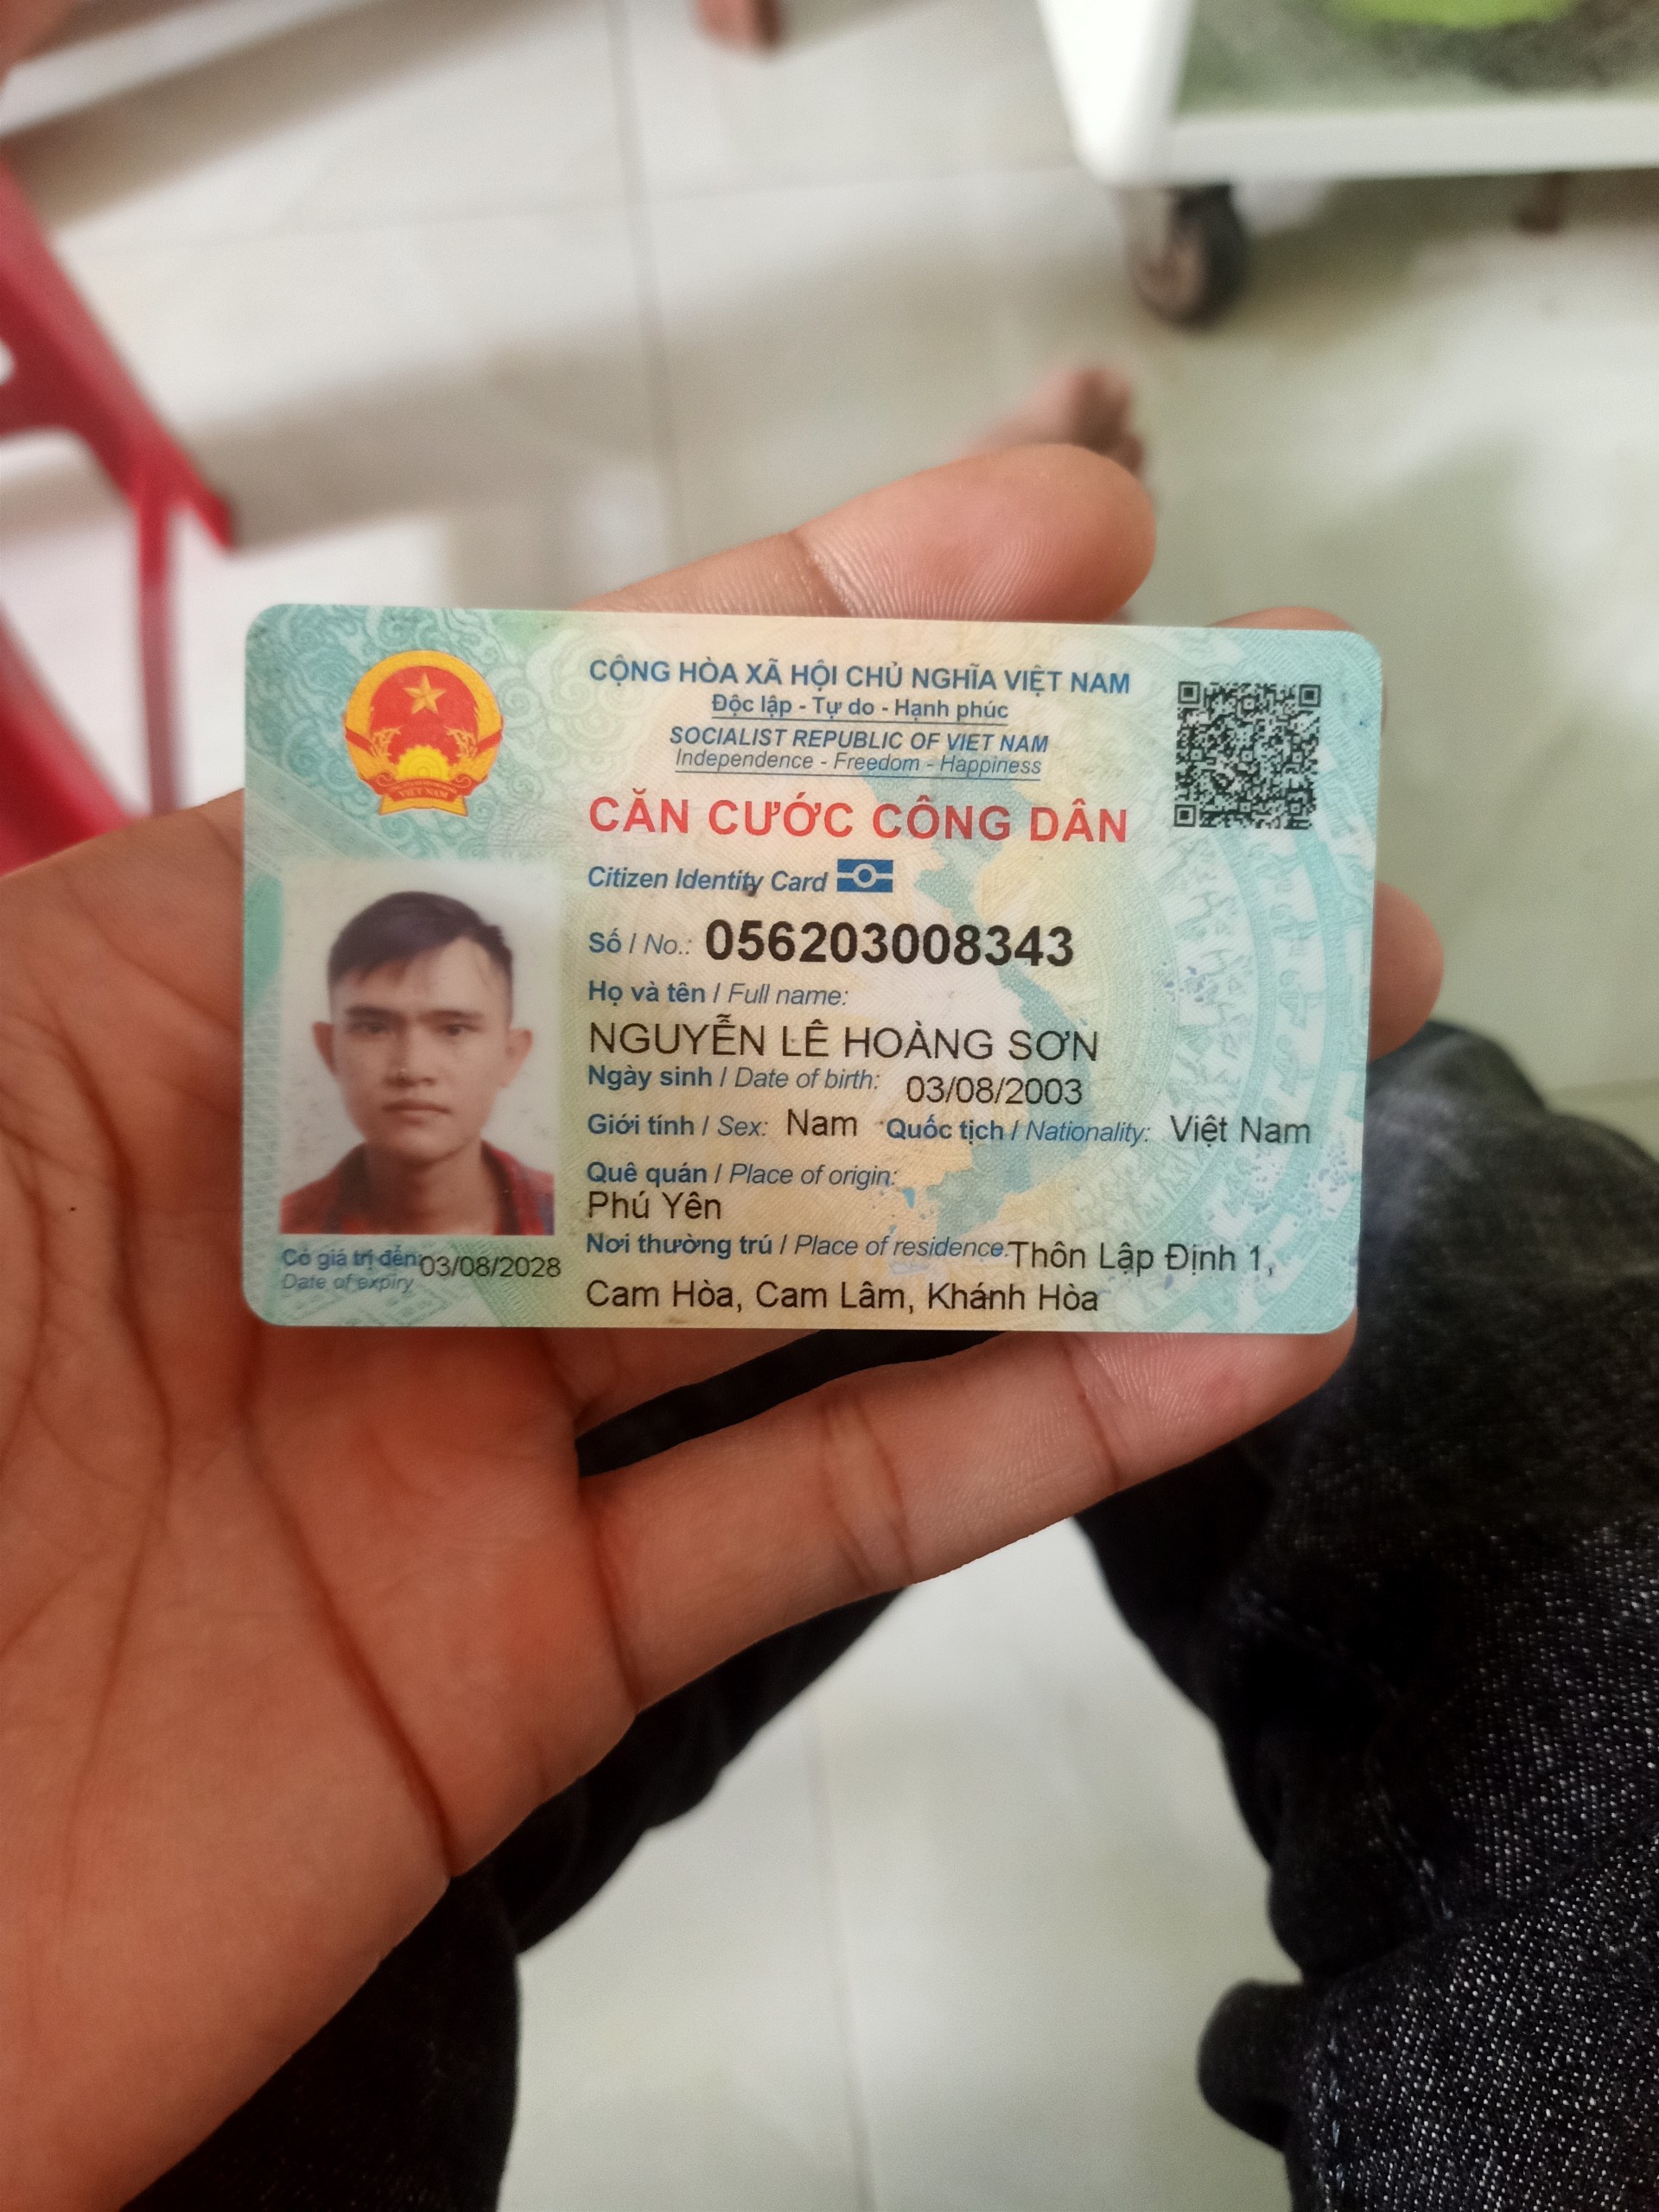 CỘNG HÒA XÃ HỘI CHỦ NGHĨA VIỆT NAM
Độc lập - Tự do - Hạnh phúc
SOCIALIST REPUBLIC OF VIET NAM
Independence - Freedom - Happiness
CĂN CƯỚC CÔNG DÂN
Citizen Identity Card
Số / No.: 056203008343
Họ và tên / Full name:
NGUYỄN LÊ HOÀNG SƠN
Ngày sinh / Date of birth: 03/08/2003
Giới tính / Sex: Nam Quốc tịch / Nationality: Việt Nam
Quê quán / Place of origin:
Phú Yên
Nơi thường trú / Place of residence: Thôn Lập Định 1,
Cam Hòa, Cam Lâm, Khánh Hòa
Có giá trị đến: 03/08/2028
Date of expiry
VIỆT NAM